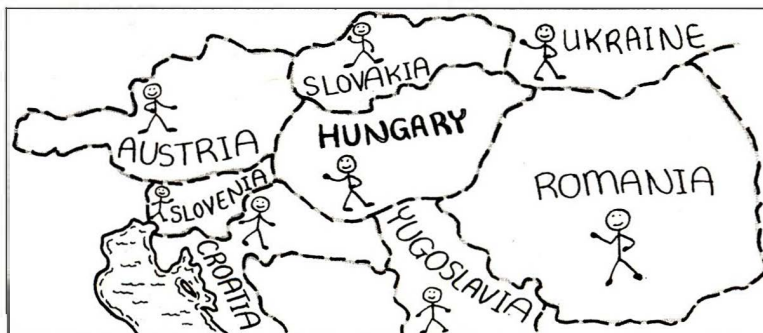 UKRAINE
SLOVAKIA
HUNGARY
AUSTRIA
ROMANIA
SLOVENIA
YUGOSLAVIA
CROATIA